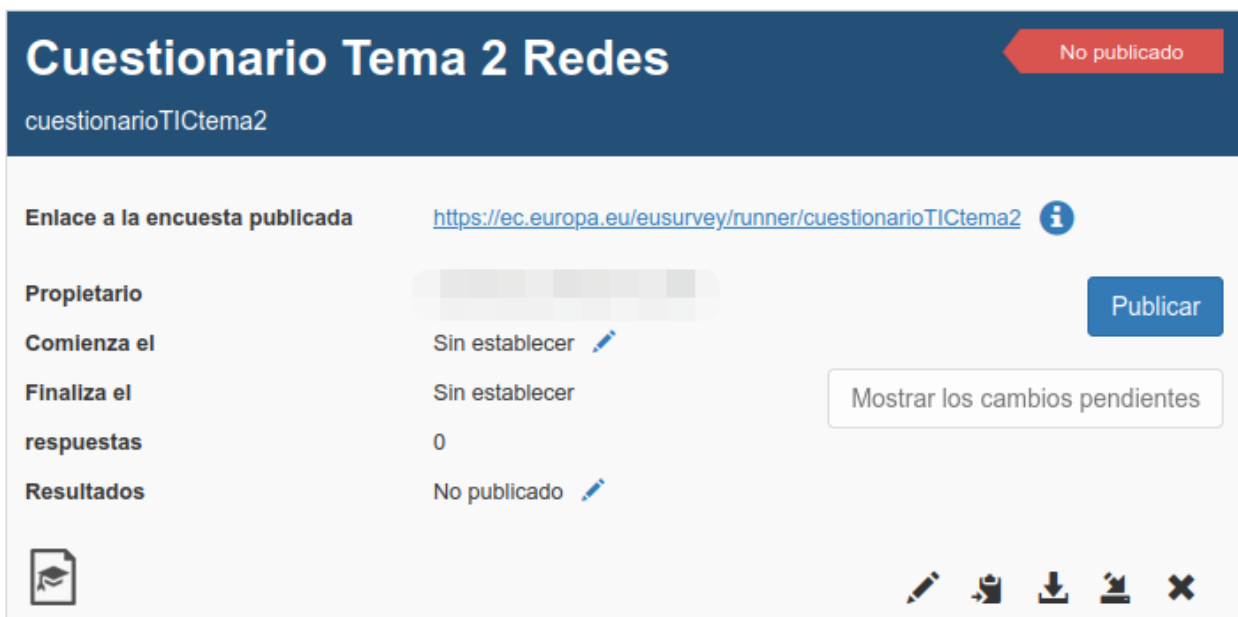 Cuestionario Tema 2 Redes
No publicado
cuestionarioTICtema2
Enlace a la encuesta publicada https://ec.europa.eu/eusurvey/runner/cuestionarioTICtema2
Propietario
Publicar
Comienza el Sin establecer
Finaliza el Sin establecer
Mostrar los cambios pendientes
respuestas 0
Resultados No publicado